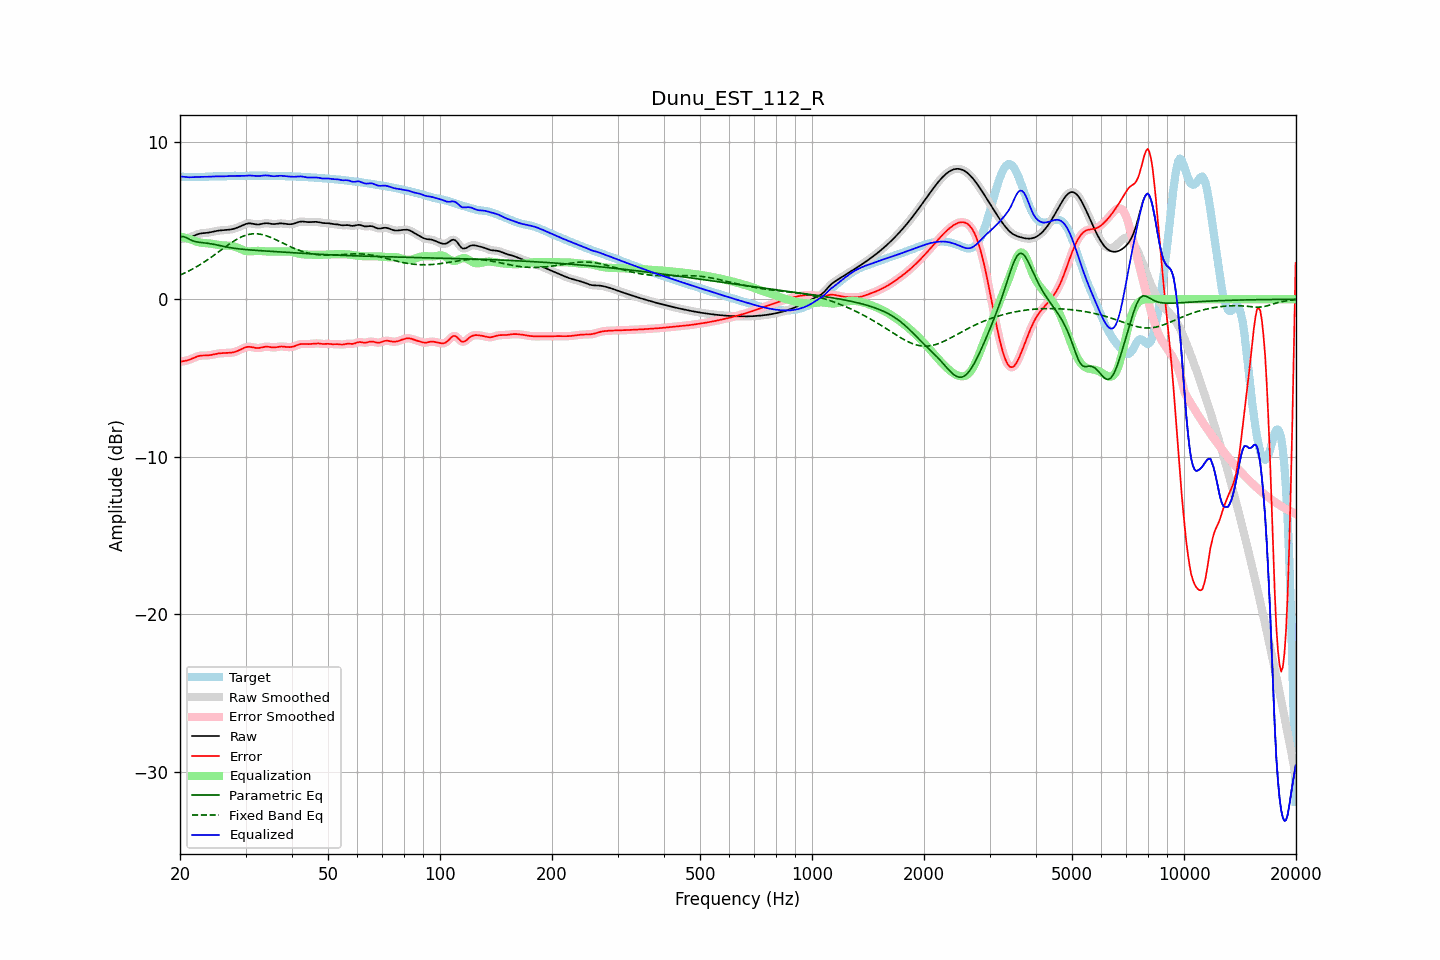 Dunu_EST_112_R
10
0
−10
−20
−30
Amplitude (dBr)
Target
Raw Smoothed
Error Smoothed
Raw
Error
Equalization
Parametric Eq
Fixed Band Eq
Equalized
20 50 100 200 500 1000 2000 5000 10000 20000
Frequency (Hz)